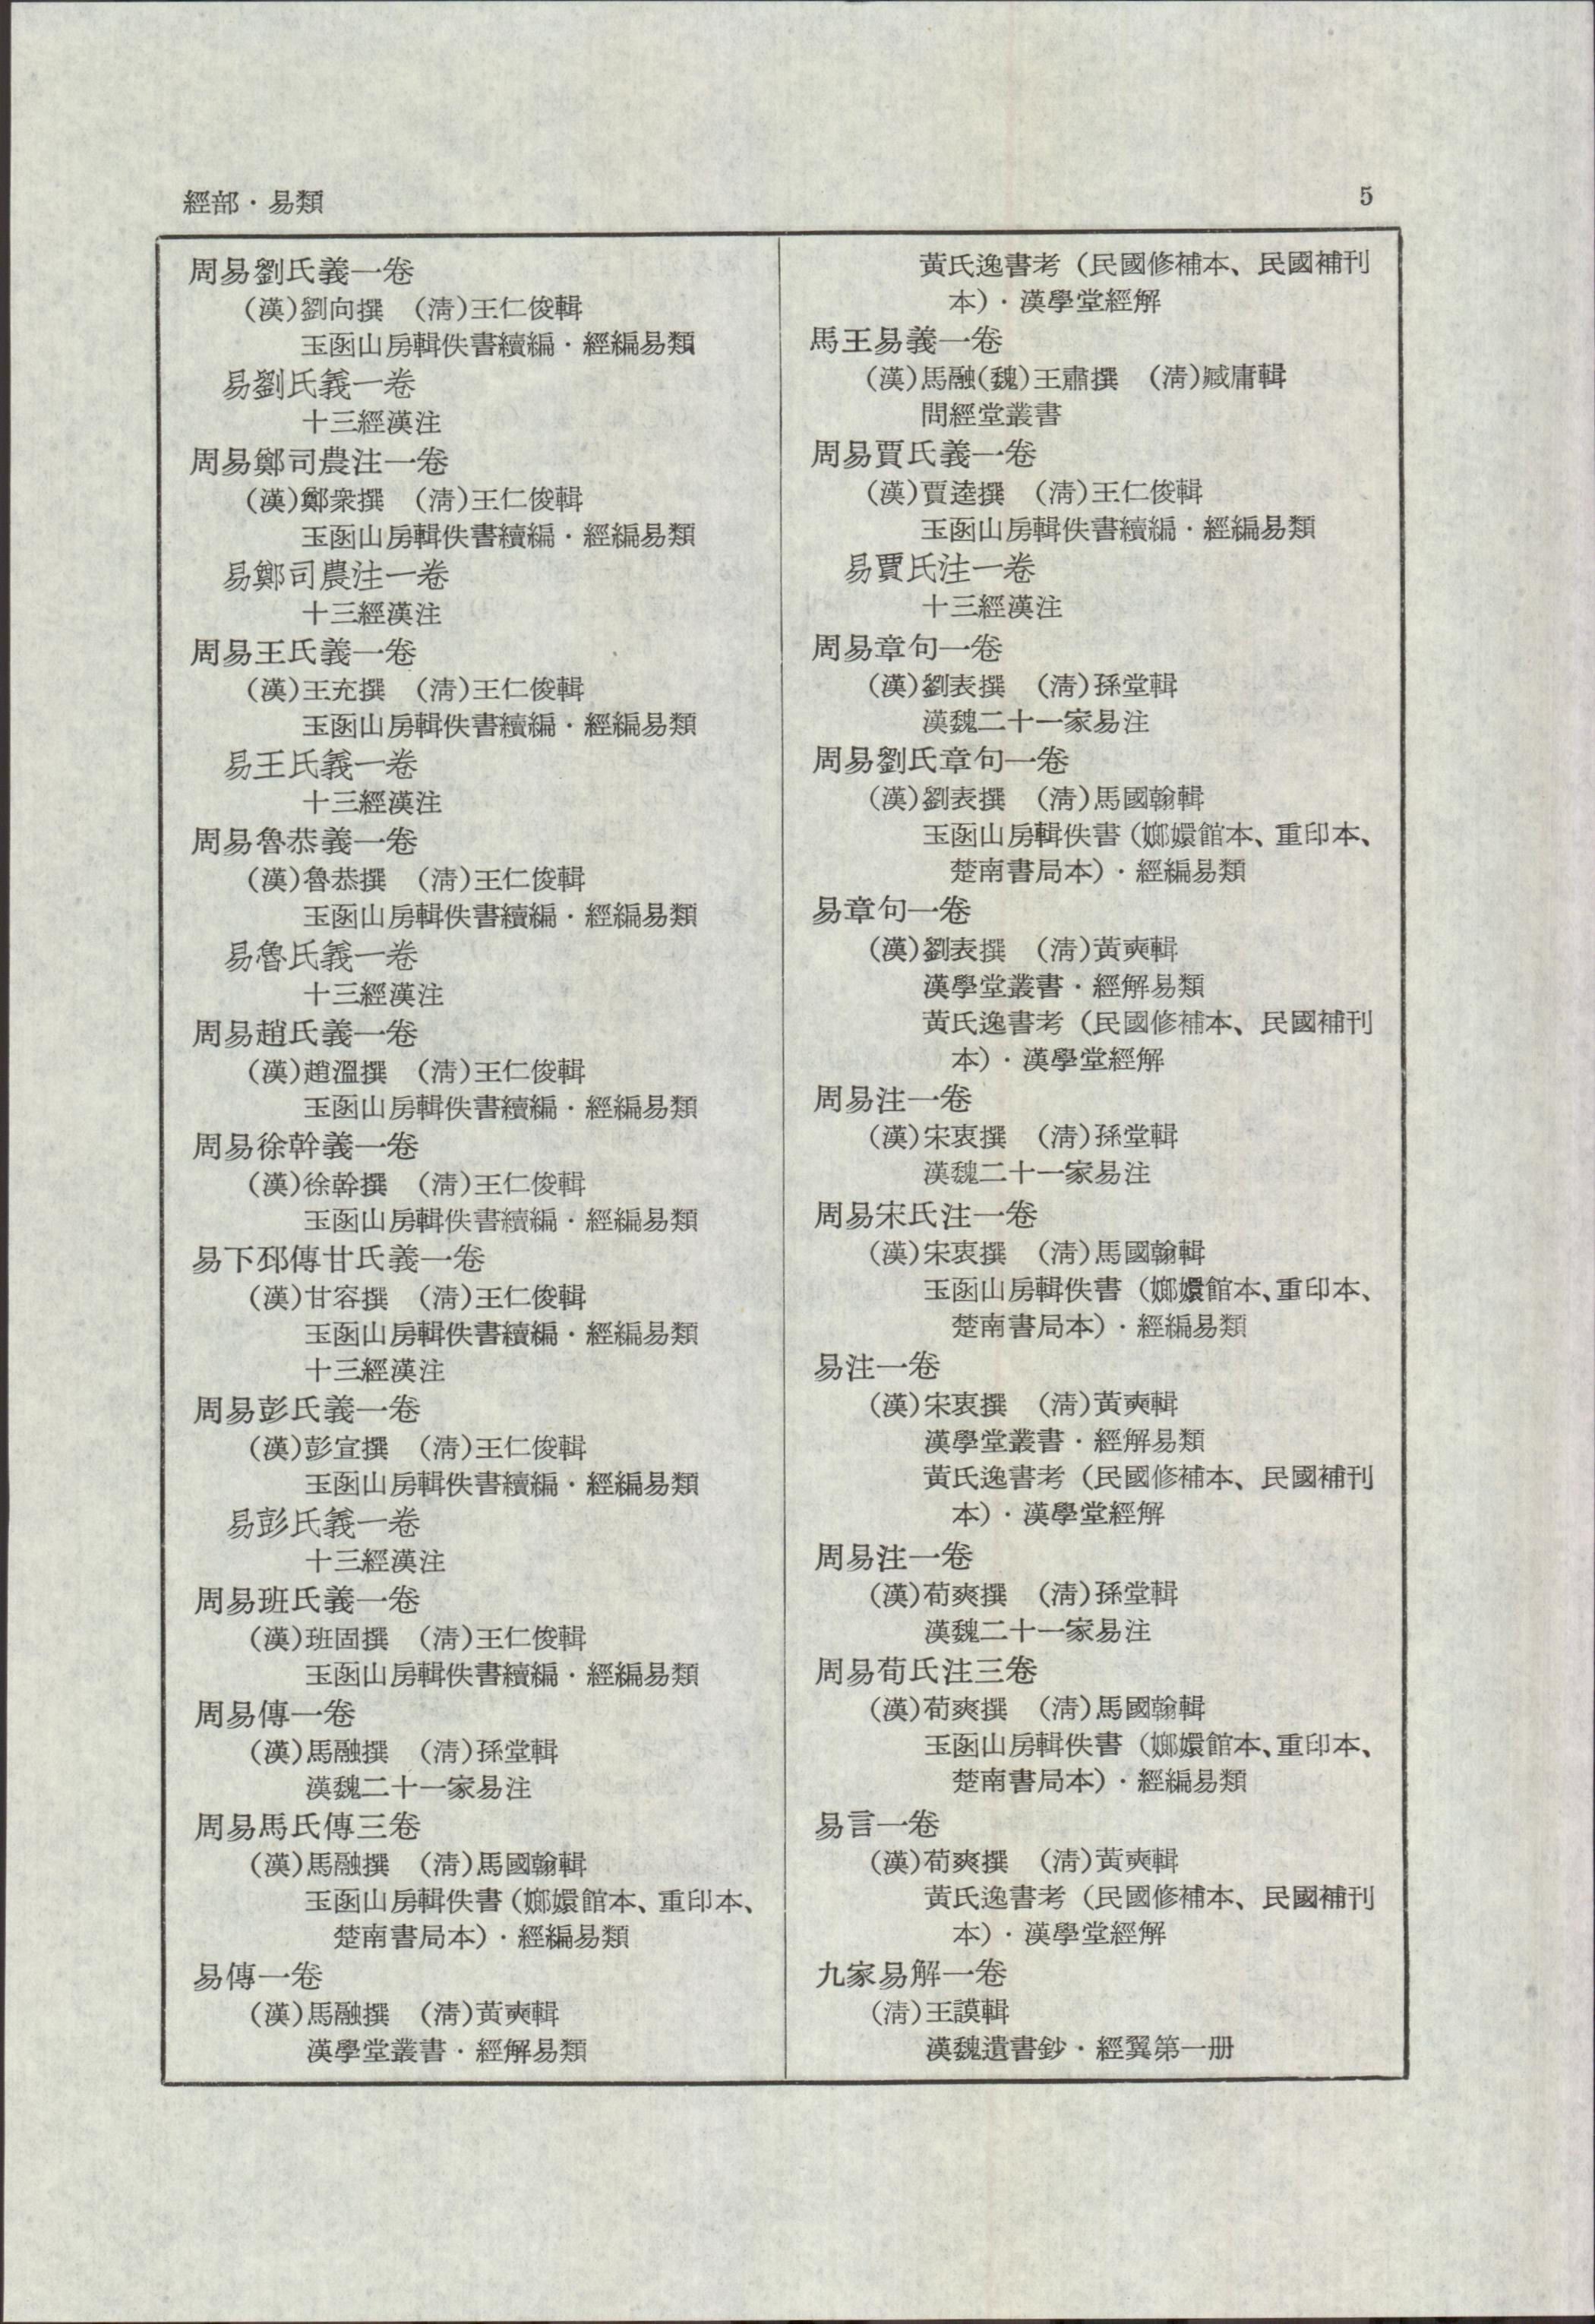 經部·易類
5
周易劉氏義一卷
(漢)劉向撰 (清)王仁俊輯
玉函山房輯佚書續編·經編易類
易劉氏義一卷
十三經漢注
周易鄭司農注一卷
(漢)鄭衆撰 (清)王仁俊輯
玉函山房輯佚書續編·經編易類
易鄭司農注一卷
十三經漢注
周易王氏義一卷
(漢)王充撰 (清)王仁俊輯
玉函山房輯佚書續編·經編易類
易王氏義一卷
十三經漢注
周易魯恭義一卷
(漢)魯恭撰 (清)王仁俊輯
玉函山房輯佚書續編·經編易類
易魯氏義一卷
十三經漢注
周易趙氏義一卷
(漢)趙溫撰 (清)王仁俊輯
玉函山房輯佚書續編·經編易類
周易徐幹義一卷
(漢)徐幹撰 (清)王仁俊輯
玉函山房輯佚書續編·經編易類
易下邳傳甘氏義一卷
(漢)甘容撰 (清)王仁俊輯
玉函山房輯佚書續編·經編易類
十三經漢注
周易彭氏義一卷
(漢)彭宣撰 (清)王仁俊輯
玉函山房輯佚書續編·經編易類
易彭氏義一卷
十三經漢注
周易班氏義一卷
(漢)班固撰 (清)王仁俊輯
玉函山房輯佚書續編·經編易類
周易傳一卷
(漢)馬融撰 (清)孫堂輯
漢魏二十一家易注
周易馬氏傳三卷
(漢)馬融撰 (清)馬國翰輯
玉函山房輯佚書(嫏嬛館本、重印本、
楚南書局本)·經編易類
易傳一卷
(漢)馬融撰 (清)黃奭輯
漢學堂叢書·經解易類
黃氏逸書考(民國修補本、民國補刊
本)·漢學堂經解
馬王易義一卷
(漢)馬融(魏)王肅撰 (清)臧庸輯
問經堂叢書
周易賈氏義一卷
(漢)賈逵撰 (清)王仁俊輯
玉函山房輯佚書續編·經編易類
易賈氏注一卷
十三經漢注
周易章句一卷
(漢)劉表撰 (清)孫堂輯
漢魏二十一家易注
周易劉氏章句一卷
(漢)劉表撰 (清)馬國翰輯
玉函山房輯佚書(嫏嬛館本、重印本、
楚南書局本)·經編易類
易章句一卷
(漢)劉表撰 (清)黃奭輯
漢學堂叢書·經解易類
黃氏逸書考(民國修補本、民國補刊
本)·漢學堂經解
周易注一卷
(漢)宋衷撰 (清)孫堂輯
漢魏二十一家易注
周易宋氏注一卷
(漢)宋衷撰 (清)馬國翰輯
玉函山房輯佚書(嫏嬛館本、重印本、
楚南書局本)·經編易類
易注一卷
(漢)宋衷撰 (清)黃奭輯
漢學堂叢書·經解易類
黃氏逸書考(民國修補本、民國補刊
本)·漢學堂經解
周易注一卷
(漢)荀爽撰 (清)孫堂輯
漢魏二十一家易注
周易荀氏注三卷
(漢)荀爽撰 (清)馬國翰輯
玉函山房輯佚書(嫏嬛館本、重印本、
楚南書局本)·經編易類
易言一卷
(漢)荀爽撰 (清)黃奭輯
黃氏逸書考(民國修補本、民國補刊
本)·漢學堂經解
九家易解一卷
(清)王謨輯
漢魏遺書鈔·經翼第一册